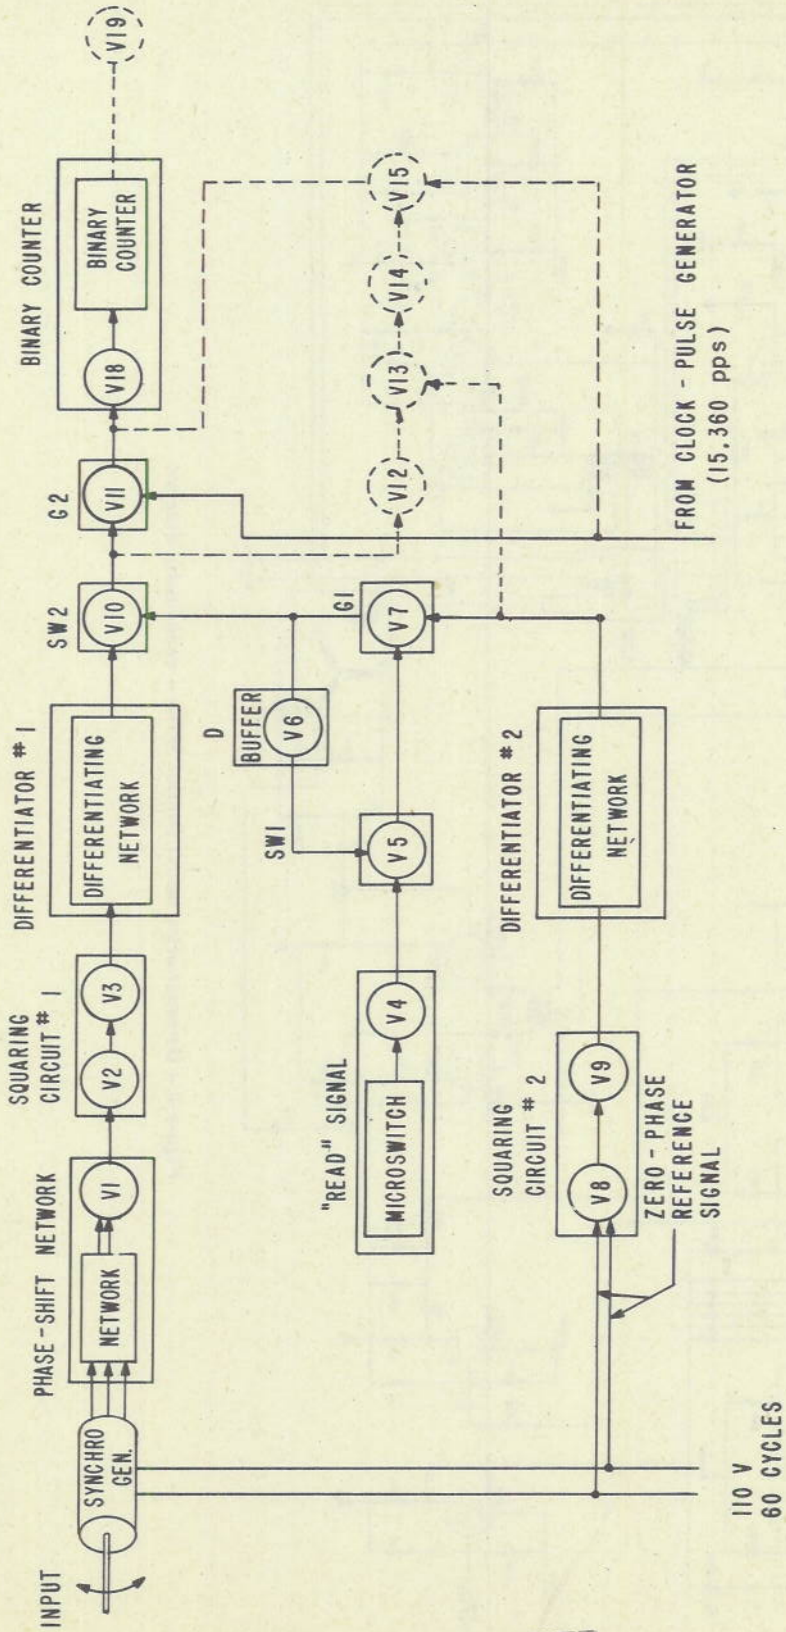 INPUT
SYNCHRO
GEN.
PHASE-SHIFT NETWORK
NETWORK
V1
SQUARING
CIRCUIT # 1
V2
V3
DIFFERENTIATOR # 1
DIFFERENTIATING
NETWORK
SW2
V10
G2
V11
BINARY COUNTER
V18
BINARY
COUNTER
V19
"READ" SIGNAL
MICROSWITCH
V4
SW1
V5
D
BUFFER
V6
G1
V7
V12
V13
V14
V15
SQUARING
CIRCUIT # 2
V8
V9
ZERO-PHASE
REFERENCE
SIGNAL
DIFFERENTIATOR # 2
DIFFERENTIATING
NETWORK
FROM CLOCK-PULSE GENERATOR
(15,360 pps)
110 V
60 CYCLES